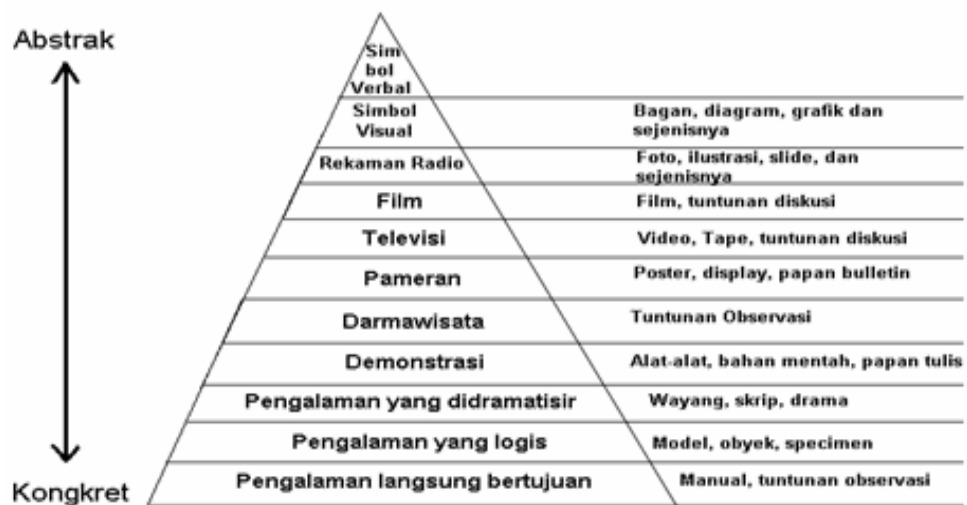 Abstrak
Sim
bol
Verbal
Simbol
Visual
Bagan, diagram, grafik dan
sejenisnya
Rekaman Radio
Foto, ilustrasi, slide, dan
sejenisnya
Film
Film, tuntunan diskusi
Televisi
Video, Tape, tuntunan diskusi
Pameran
Poster, display, papan bulletin
Darmawisata
Tuntunan Observasi
Demonstrasi
Alat-alat, bahan mentah, papan tulis
Pengalaman yang didramatisir
Wayang, skrip, drama
Pengalaman yang logis
Model, obyek, specimen
Pengalaman langsung bertujuan
Manual, tuntunan observasi
Kongkret